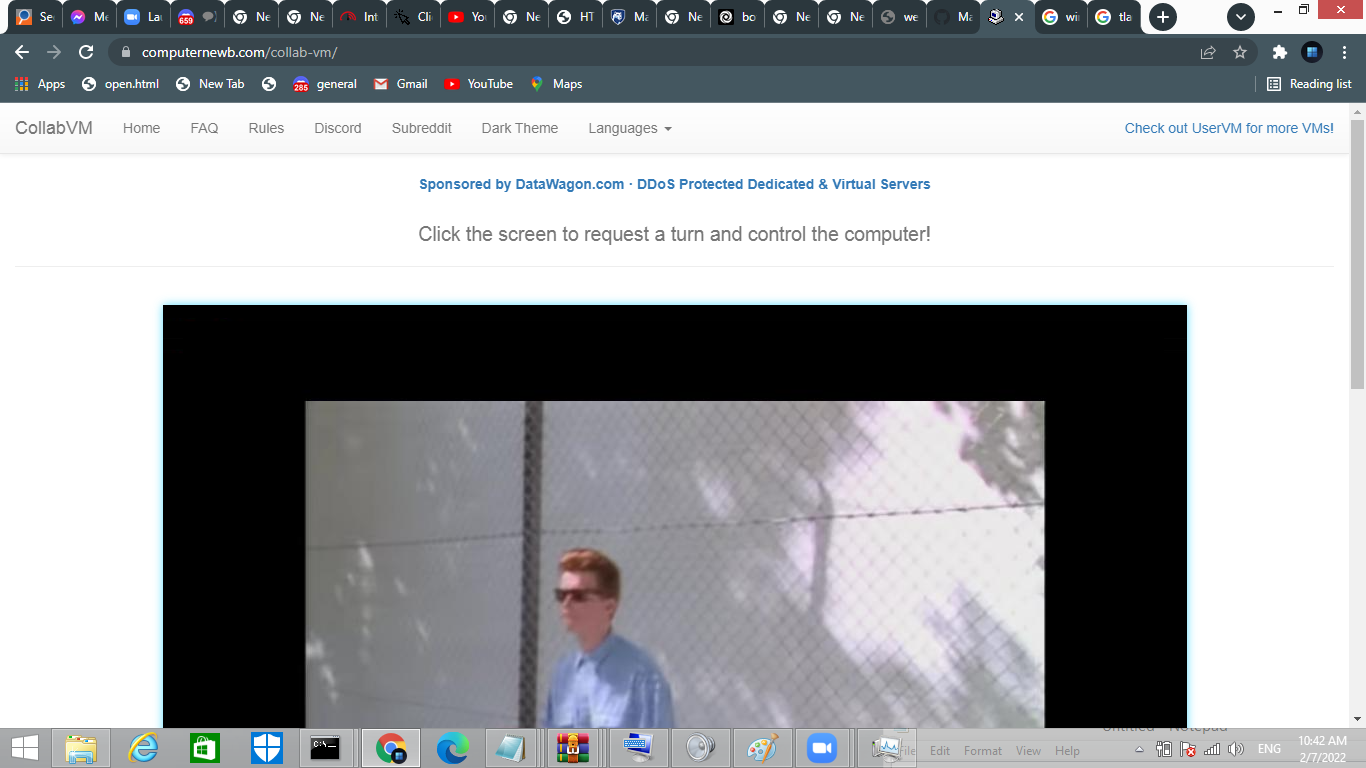 Se
Me
Lau
659
Ne
Ne
Int
Cli
You
Ne
HT
Ma
Ne
bo
Ne
Ne
we
Ma
wi
tla
computernewb.com/collab-vm/
Apps
open.html
New Tab
285
general
Gmail
YouTube
Maps
Reading list
CollabVM
Home
FAQ
Rules
Discord
Subreddit
Dark Theme
Languages
Check out UserVM for more VMs!
Sponsored by DataWagon.com · DDoS Protected Dedicated & Virtual Servers
Click the screen to request a turn and control the computer!
Untitled - Notepad
File Edit Format View Help
C:\.
ENG
10:42 AM
2/7/2022